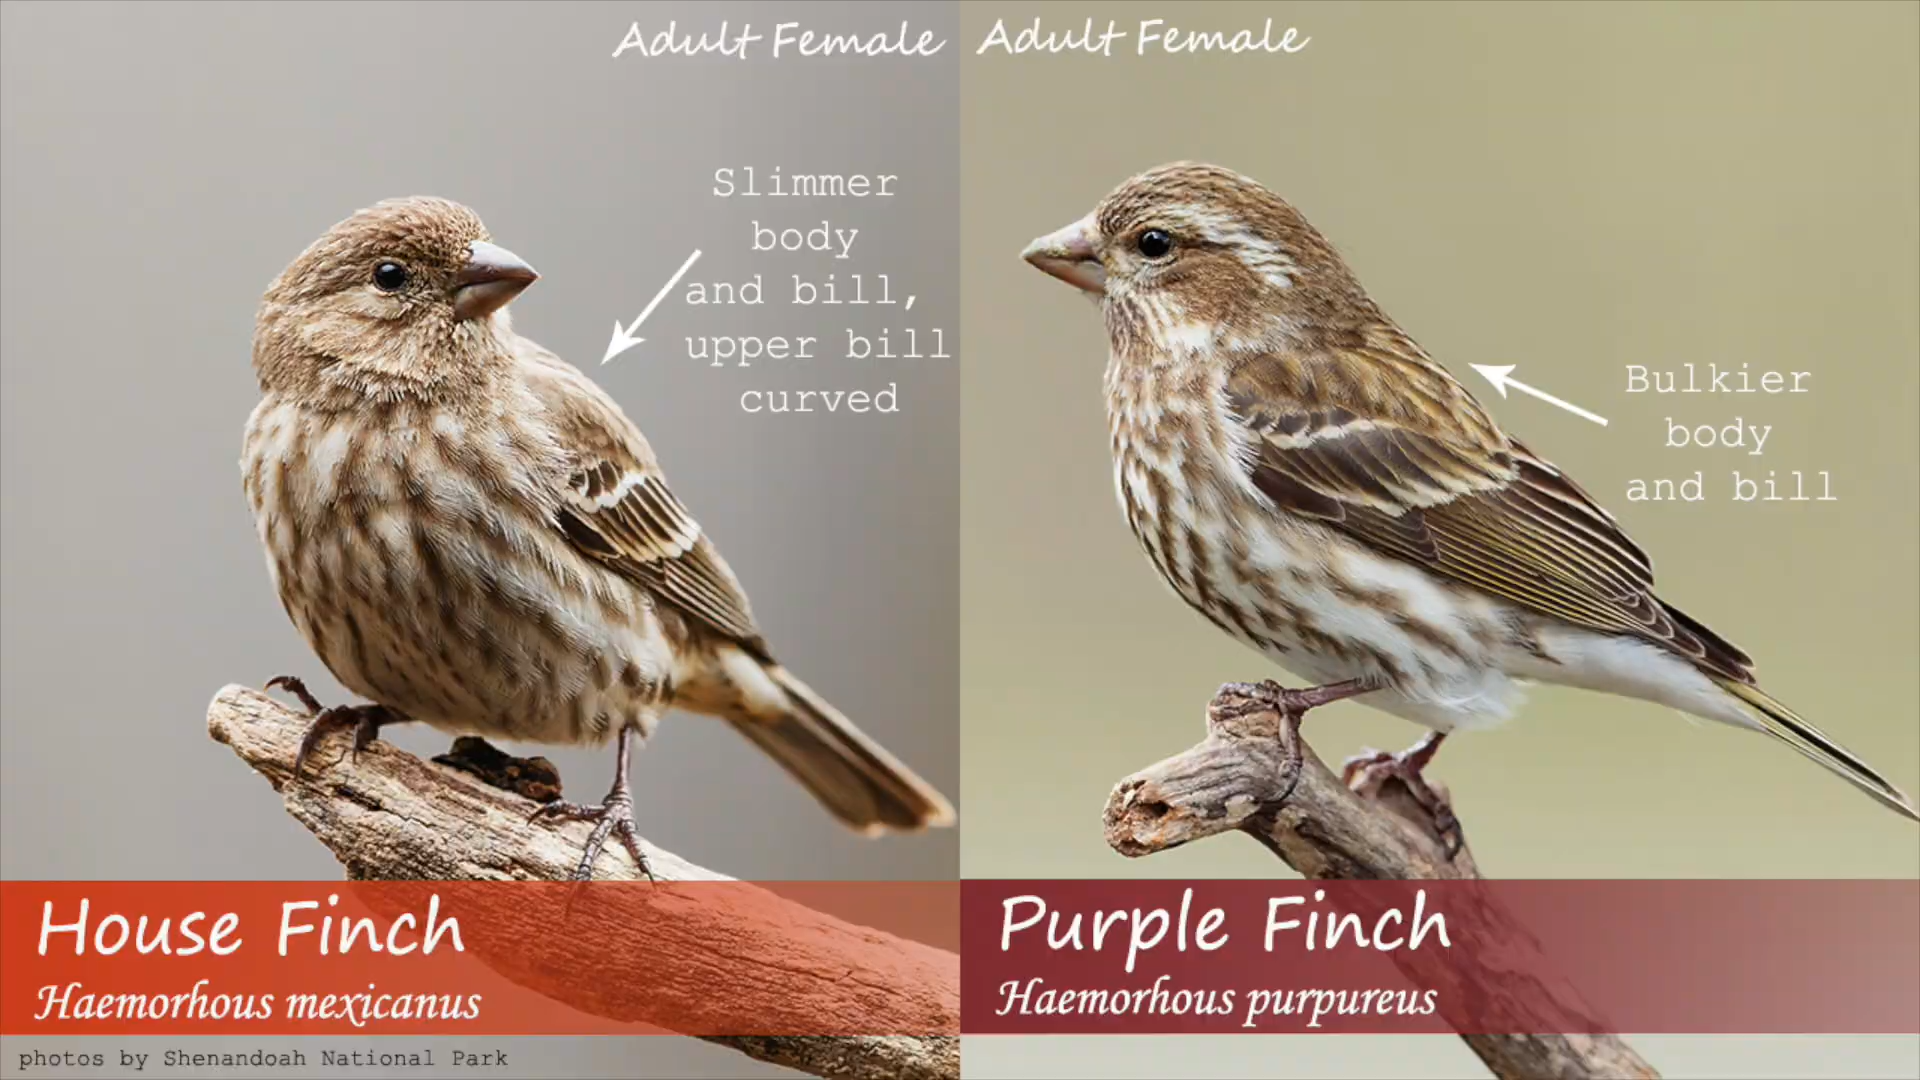 Adult Female
Slimmer
body
and bill,
upper bill
curved
House Finch
Haemorhous mexicanus
photos by Shenandoah National Park
Adult Female
Bulkier
body
and bill
Purple Finch
Haemorhous purpureus